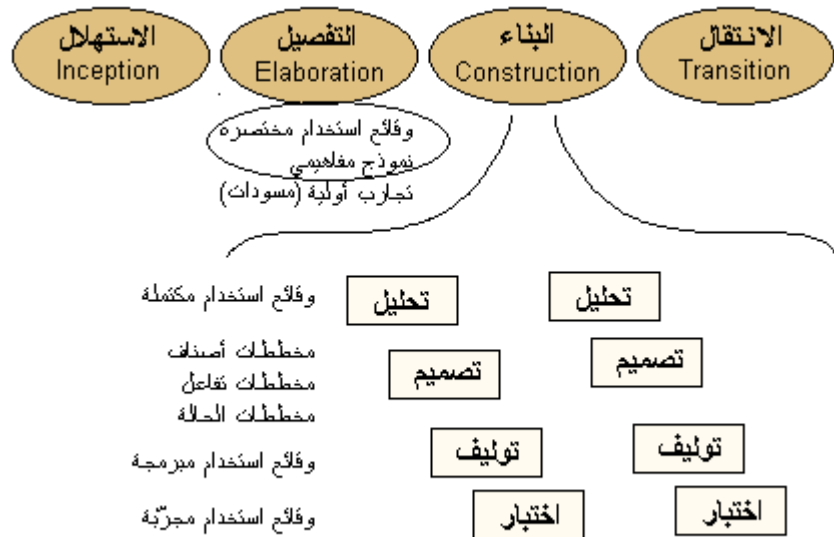 الاستهلال
Inception
التفصيل
Elaboration
البناء
Construction
الانتقال
Transition
وقائع استخدام مختصره
نموذج مفاهيمي
تجارب أولية (مسودات)
وقائع استخدام مكتملة
تحليل
تحليل
مخططات أصناف
مخططات تفاعل
مخططات الحالة
تصميم
تصميم
وقائع استخدام مبرمجة
توليف
توليف
وقائع استخدام مجرّبة
اختبار
اختبار